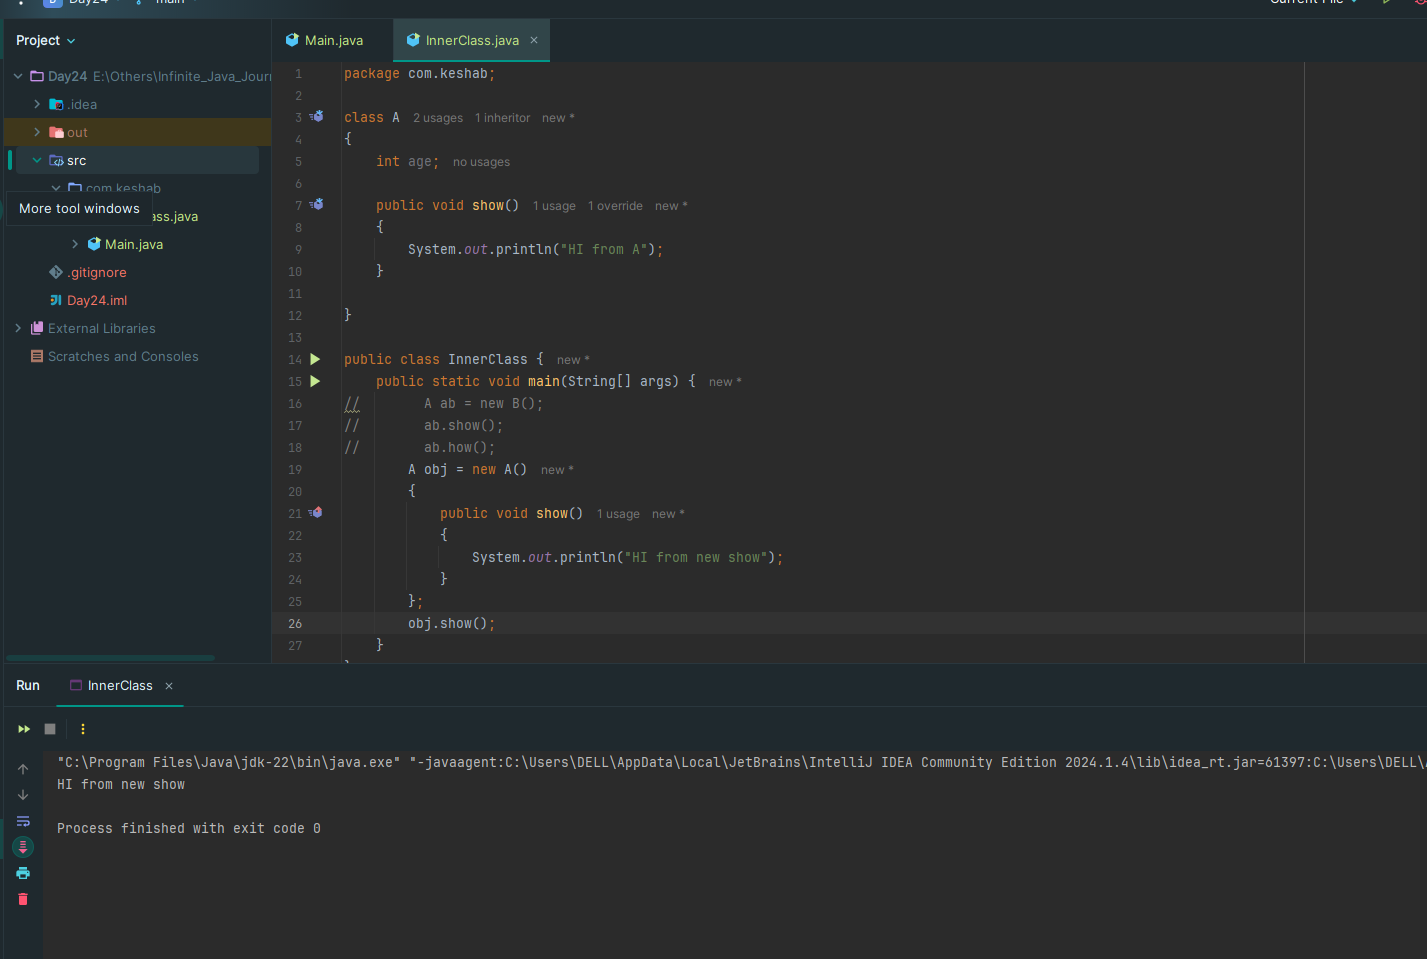 Project
Main.java
InnerClass.java
Day24 E:\Others\Infinite_Java_Jour
.idea
out
src
com.keshab
More tool windows
ass.java
Main.java
.gitignore
Day24.iml
External Libraries
Scratches and Consoles
1 package com.keshab;
2
3 class A 2 usages 1 inheritor new *
4 {
5 int age; no usages
6
7 public void show() 1 usage 1 override new *
8 {
9 System.out.println("HI from A");
10 }
11
12 }
13
14 public class InnerClass { new *
15 public static void main(String[] args) { new *
16 // A ab = new B();
17 // ab.show();
18 // ab.how();
19 A obj = new A() new *
20 {
21 public void show() 1 usage new *
22 {
23 System.out.println("HI from new show");
24 }
25 };
26 obj.show();
27 }
Run
InnerClass
"C:\Program Files\Java\jdk-22\bin\java.exe" "-javaagent:C:\Users\DELL\AppData\Local\JetBrains\IntelliJ IDEA Community Edition 2024.1.4\lib\idea_rt.jar=61397:C:\Users\DELL\
HI from new show
Process finished with exit code 0